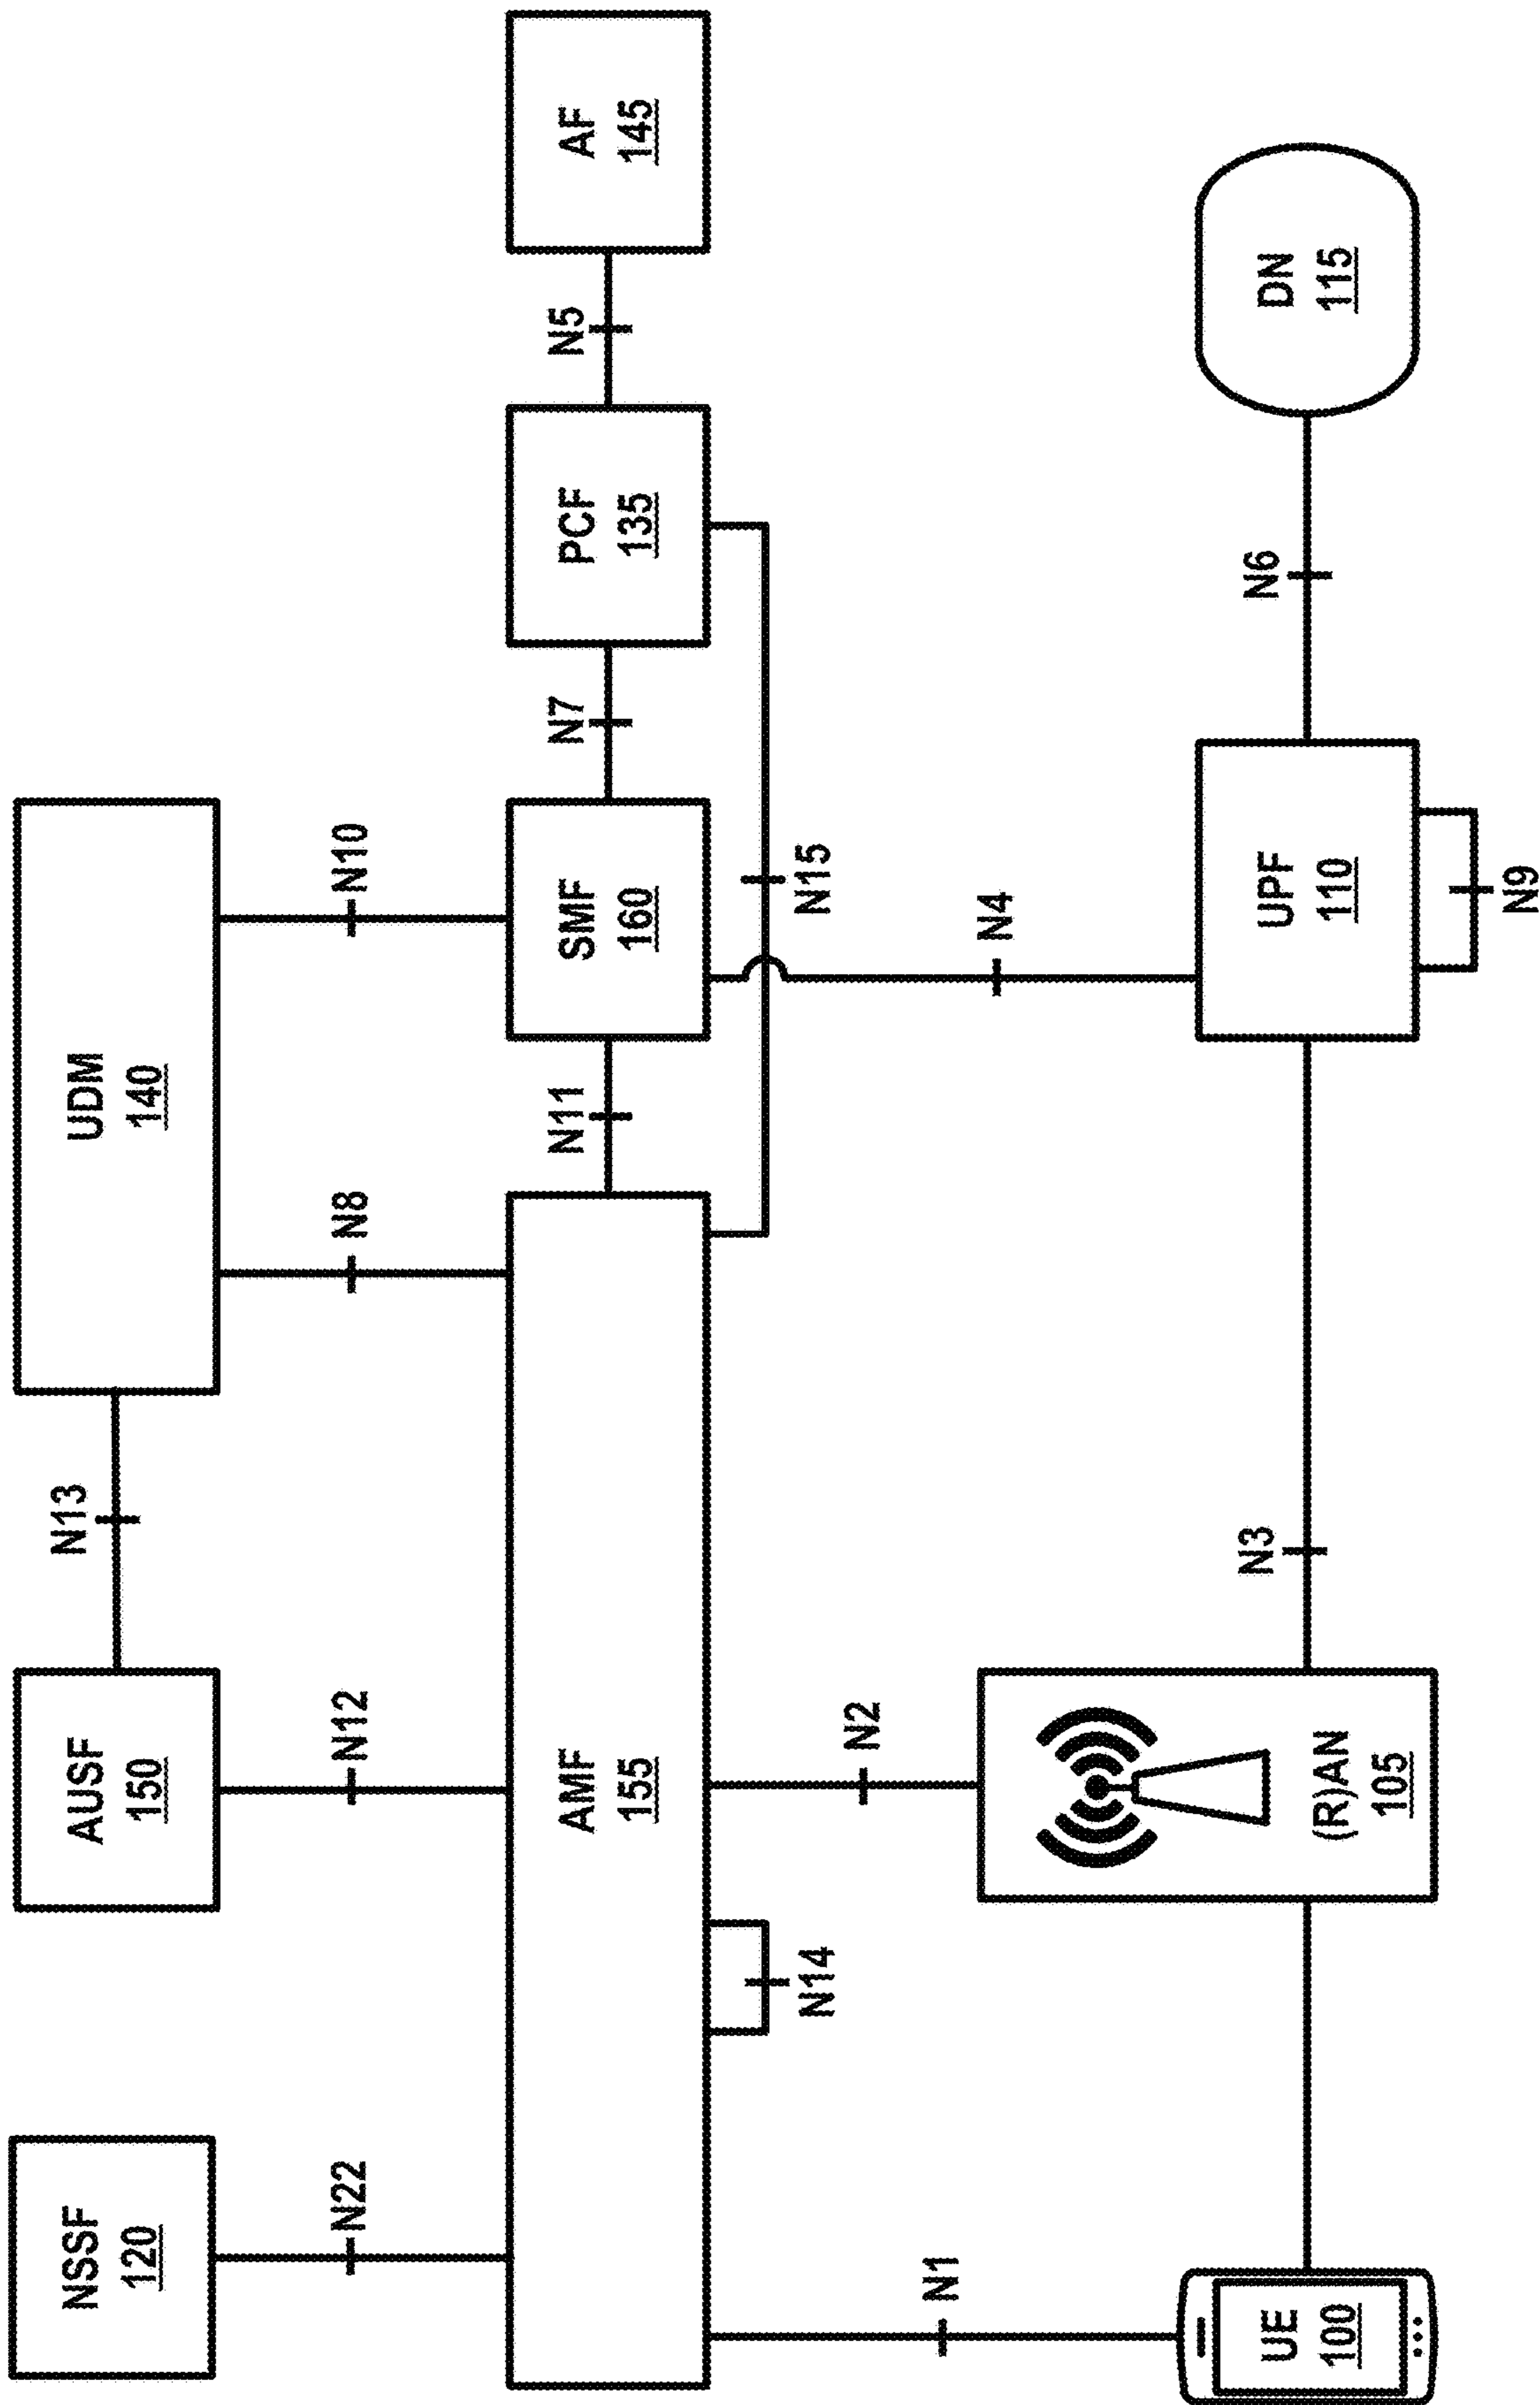 NSSF
120
AUSF
150
UDM
140
N13
N22
N12
N8
N10
AMF
155
N11
SMF
160
N7
PCF
135
N5
AF
145
N14
N15
N1
N2
N4
UE
100
(R)AN
105
N3
UPF
110
N9
N6
DN
115